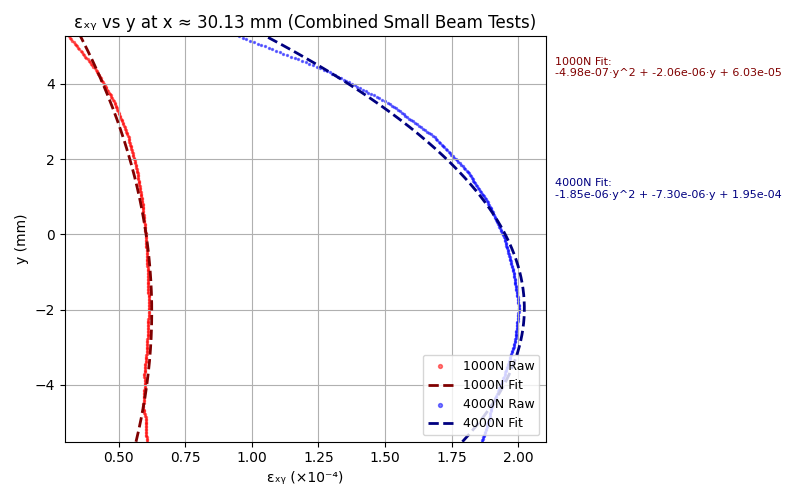 εₓᵧ vs y at x ≈ 30.13 mm (Combined Small Beam Tests)
1000N Fit:
-4.98e-07·y^2 + -2.06e-06·y + 6.03e-05
4000N Fit:
-1.85e-06·y^2 + -7.30e-06·y + 1.95e-04
y (mm)
4
2
0
−2
−4
1000N Raw
1000N Fit
4000N Raw
4000N Fit
0.50 0.75 1.00 1.25 1.50 1.75 2.00
εₓᵧ (×10⁻⁴)